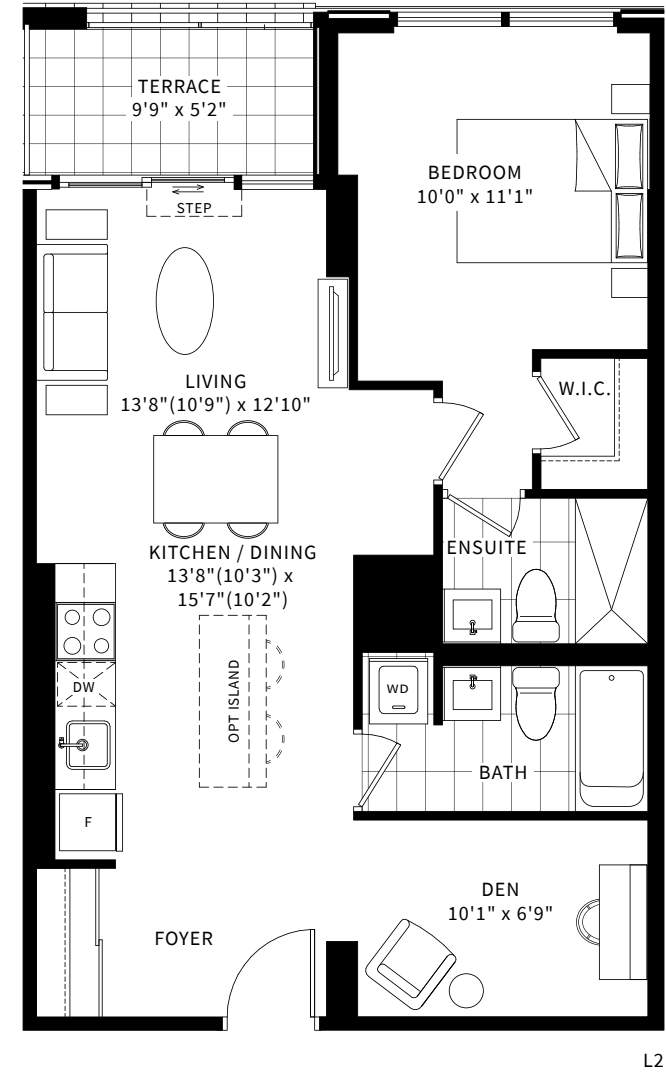 TERRACE
9'9" x 5'2"
STEP
BEDROOM
10'0" x 11'1"
LIVING
13'8"(10'9") x 12'10"
W.I.C.
KITCHEN / DINING
13'8"(10'3") x
15'7"(10'2")
ENSUITE
DW
OPT ISLAND
WD
BATH
F
DEN
10'1" x 6'9"
FOYER
L2